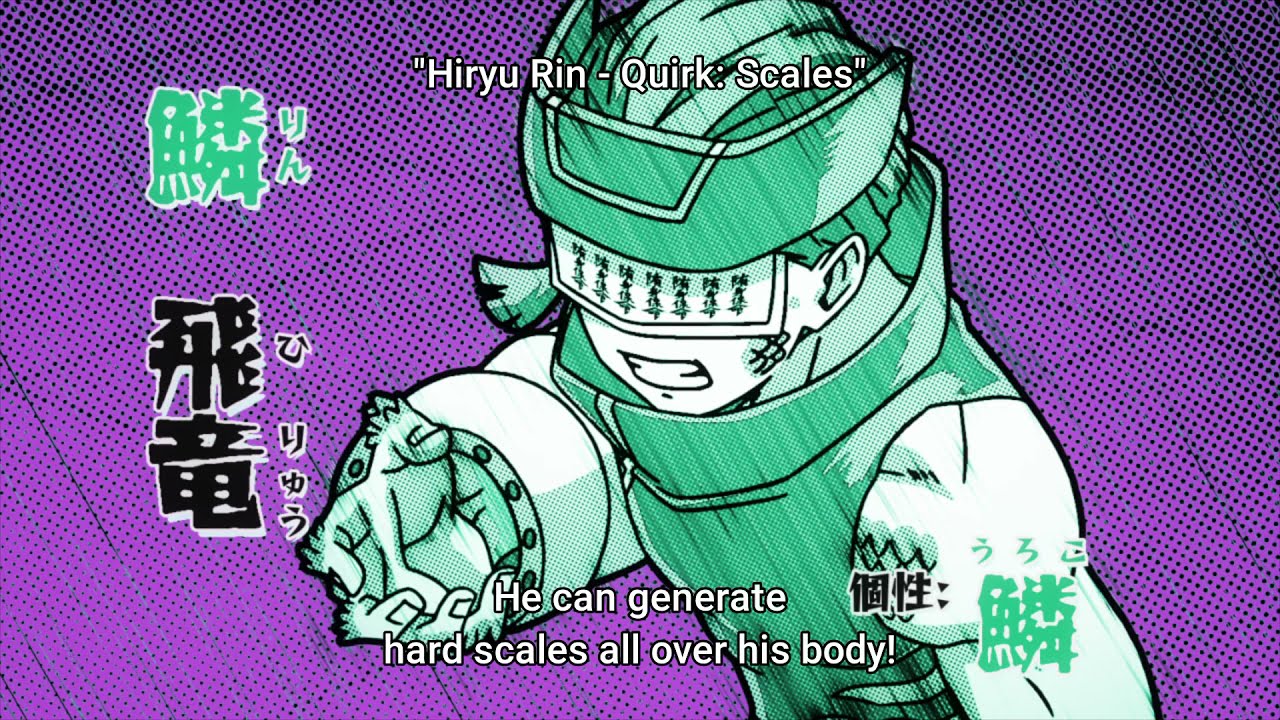 "Hiryu Rin - Quirk: Scales"
鱗
りん
飛竜
ひりゅう
うろこ
個性:
鱗
He can generate
hard scales all over his body!